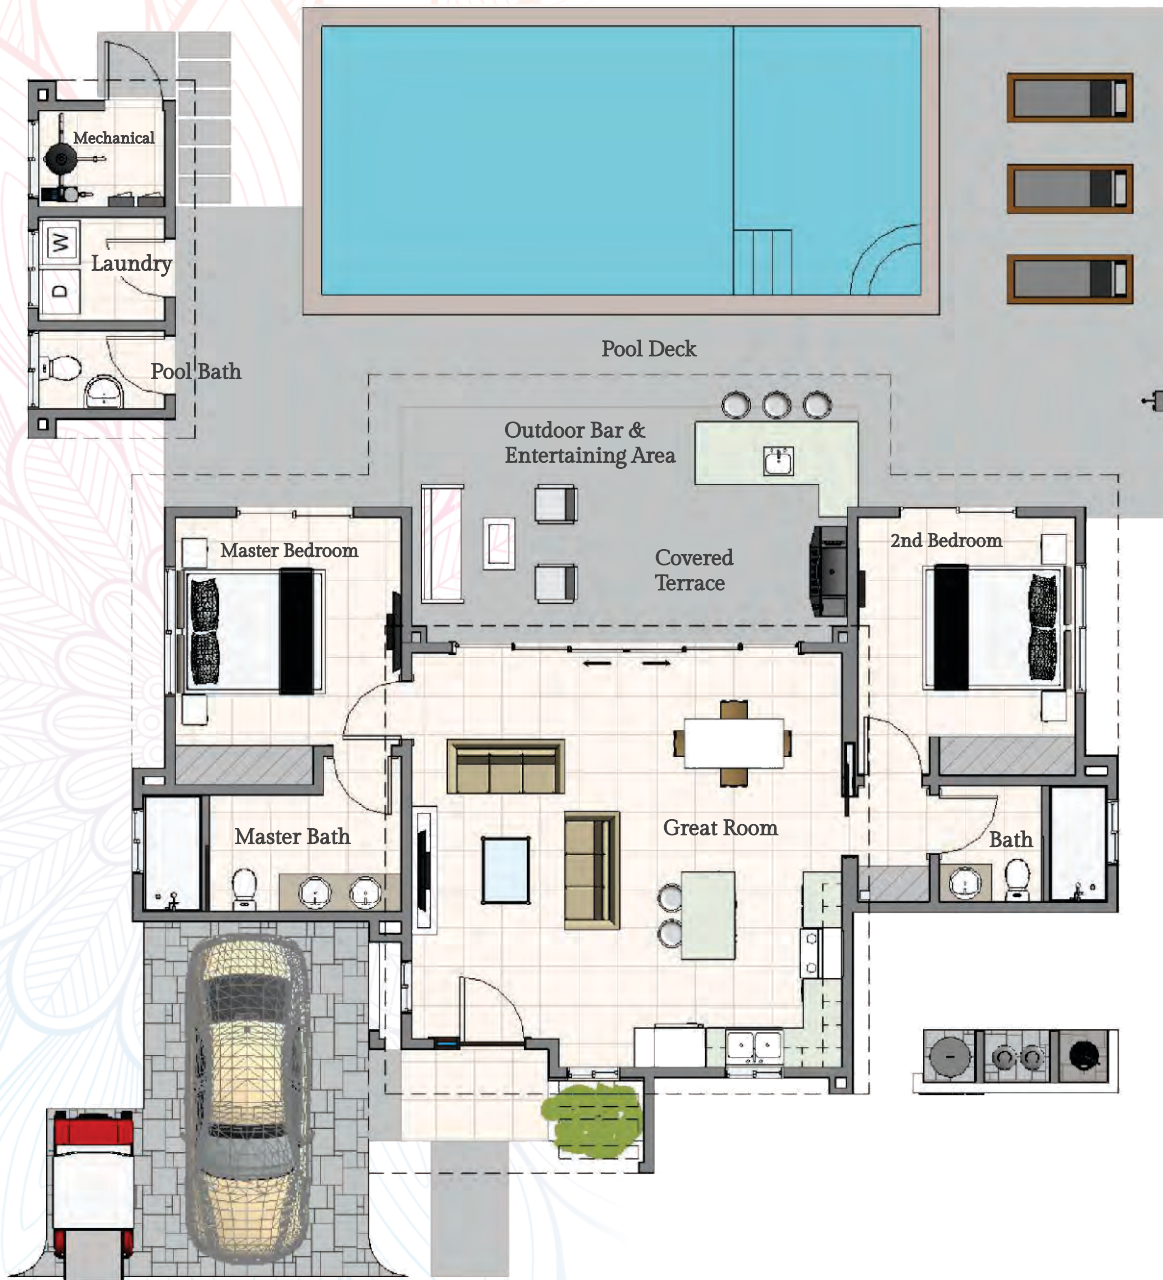 Mechanical
W
Laundry
D
Pool Bath
Pool Deck
Outdoor Bar &
Entertaining Area
Covered
Terrace
Master Bedroom
2nd Bedroom
Great Room
Master Bath
Bath